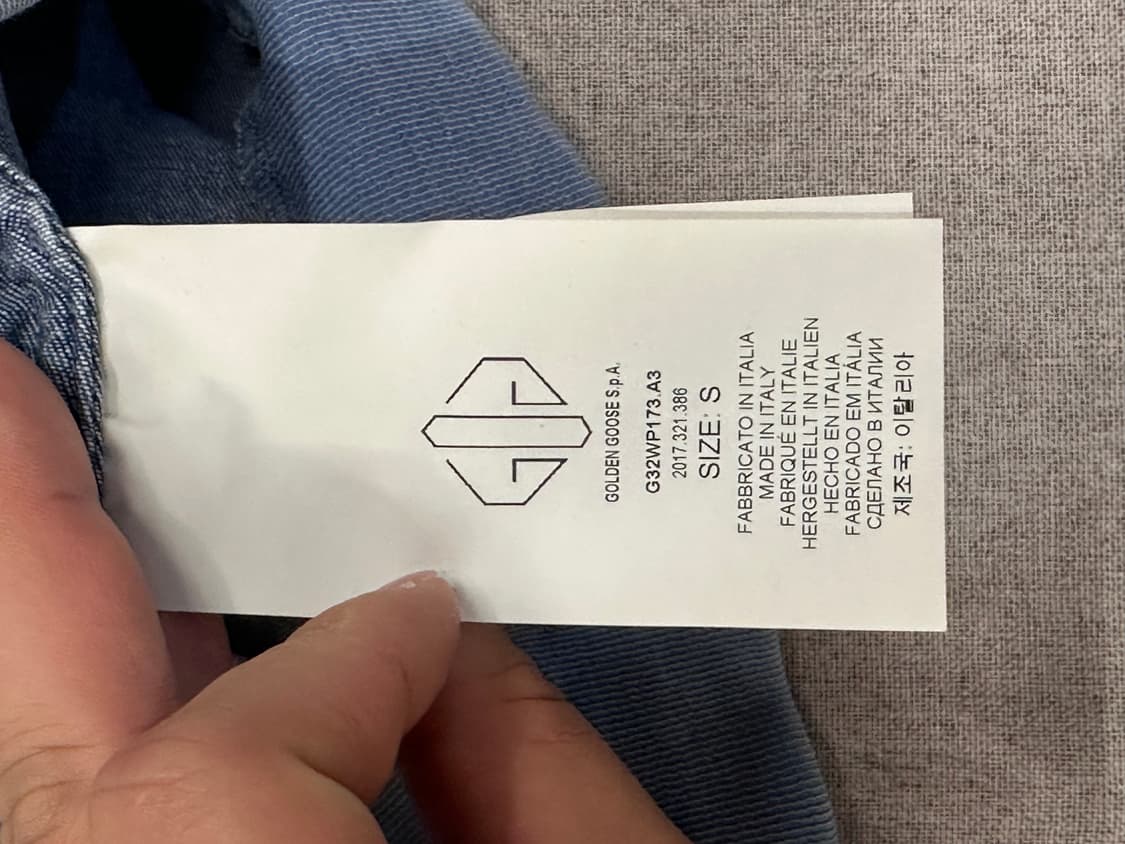 GOLDEN GOOSE S.p.A.
G32WP173.A3
2017.321.386
SIZE: S
FABBRICATO IN ITALIA
MADE IN ITALY
FABRIQUÉ EN ITALIE
HERGESTELLT IN ITALIEN
HECHO EN ITALIA
FABRICADO EM ITÁLIA
СДЕЛАНО В ИТАЛИИ
제조국: 이탈리아